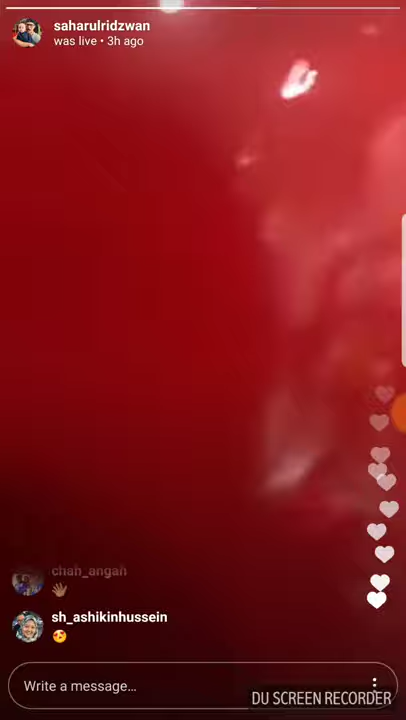 saharulridzwan
was live • 3h ago
chah_angah
👋🏽
sh_ashikinhussein
😍
Write a message...
DU SCREEN RECORDER